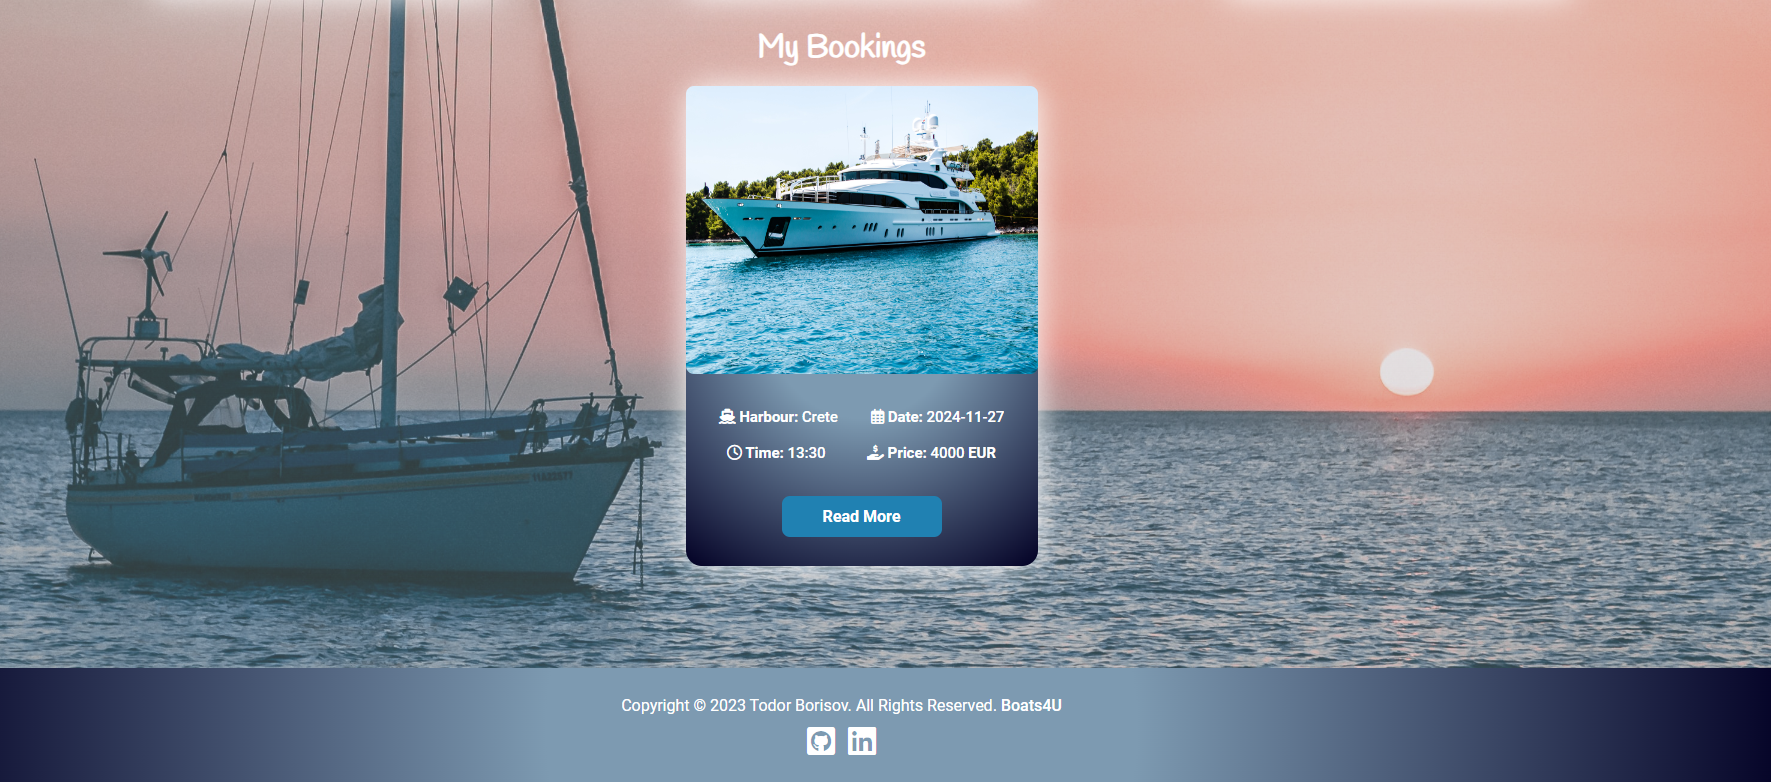 My Bookings
Harbour: Crete
Date: 2024-11-27
Time: 13:30
Price: 4000 EUR
Read More
Copyright © 2023 Todor Borisov. All Rights Reserved. Boats4U
in